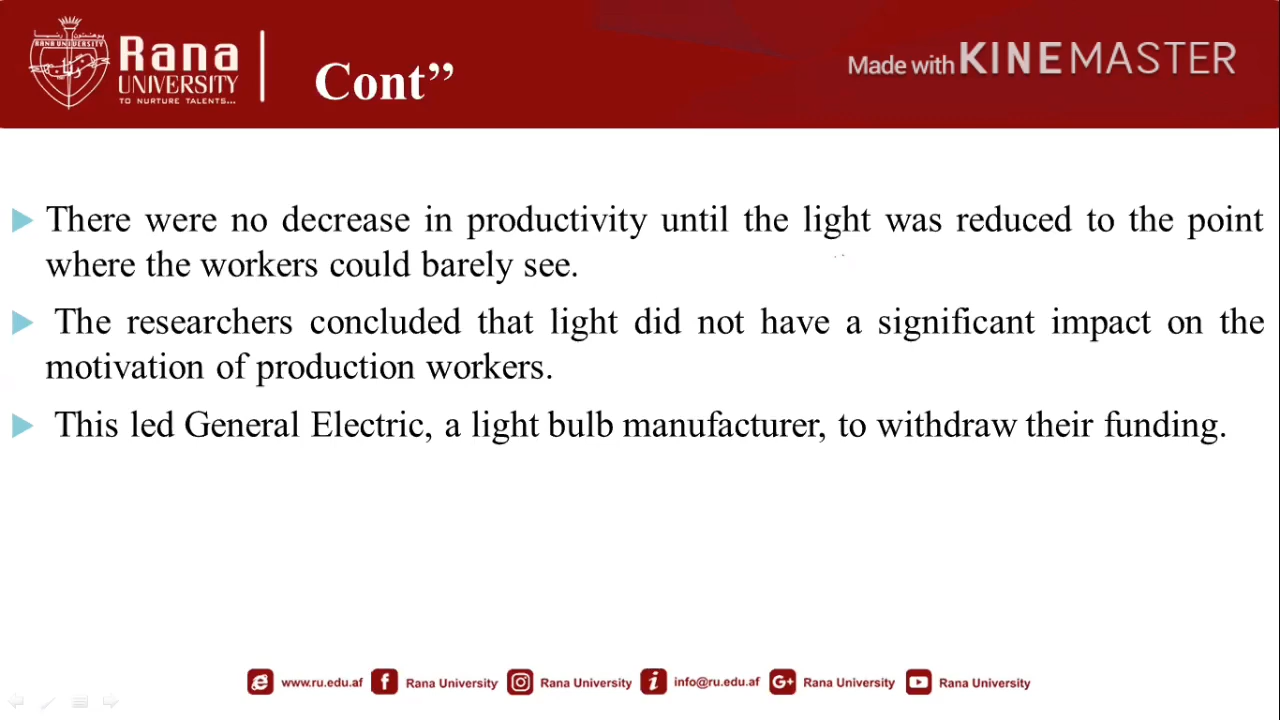 RANA UNIVERSITY
Rana
UNIVERSITY
TO NURTURE TALENTS...
Cont”
Made with KINEMASTER
There were no decrease in productivity until the light was reduced to the point
where the workers could barely see.
The researchers concluded that light did not have a significant impact on the
motivation of production workers.
This led General Electric, a light bulb manufacturer, to withdraw their funding.
www.ru.edu.af Rana University Rana University info@ru.edu.af Rana University Rana University